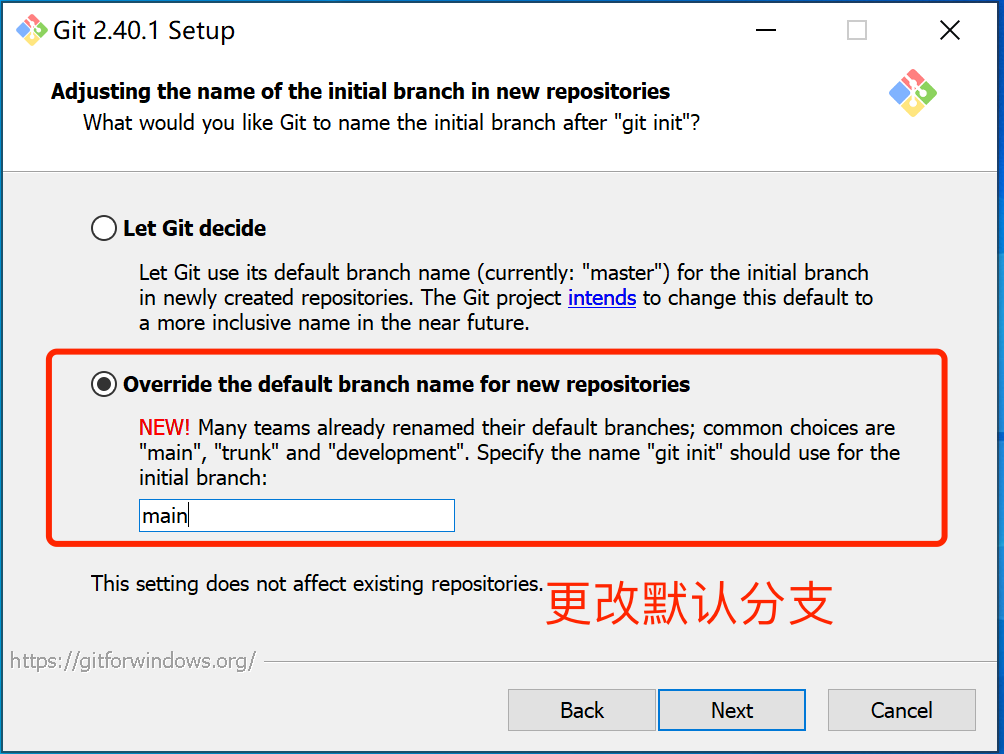 Git 2.40.1 Setup
Adjusting the name of the initial branch in new repositories
What would you like Git to name the initial branch after "git init"?
Let Git decide
Let Git use its default branch name (currently: "master") for the initial branch
in newly created repositories. The Git project intends to change this default to
a more inclusive name in the near future.
Override the default branch name for new repositories
NEW! Many teams already renamed their default branches; common choices are
"main", "trunk" and "development". Specify the name "git init" should use for the
initial branch:
main
This setting does not affect existing repositories.
更改默认分支
https://gitforwindows.org/
Back
Next
Cancel